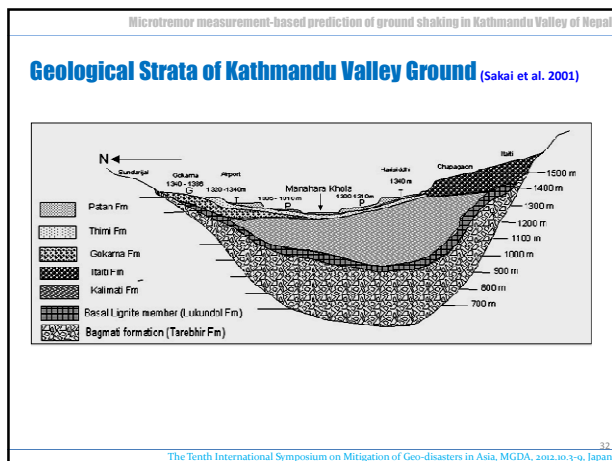 Microtremor measurement-based prediction of ground shaking in Kathmandu Valley of Nepal
Geological Strata of Kathmandu Valley Ground (Sakai et al. 2001)
N
Sundarijal
Gokarna
1340 - 1386
G
Airport
1320-1340m
T
P
Manahara Khola
P
1340m
Chapagaon
Itaiti
1500 m
1400 m
1300 m
1200 m
1100 m
1000 m
900 m
800 m
700 m
Patan Fm
Thimi Fm
Gokarna Fm
Itaiti Fm
Kalimati Fm
Basal Lignite member (Lukundol Fm)
Bagmati formation (Tarebhir Fm)
32
The Tenth International Symposium on Mitigation of Geo-disasters in Asia, MGDA, 2012.10.3-9, Japan